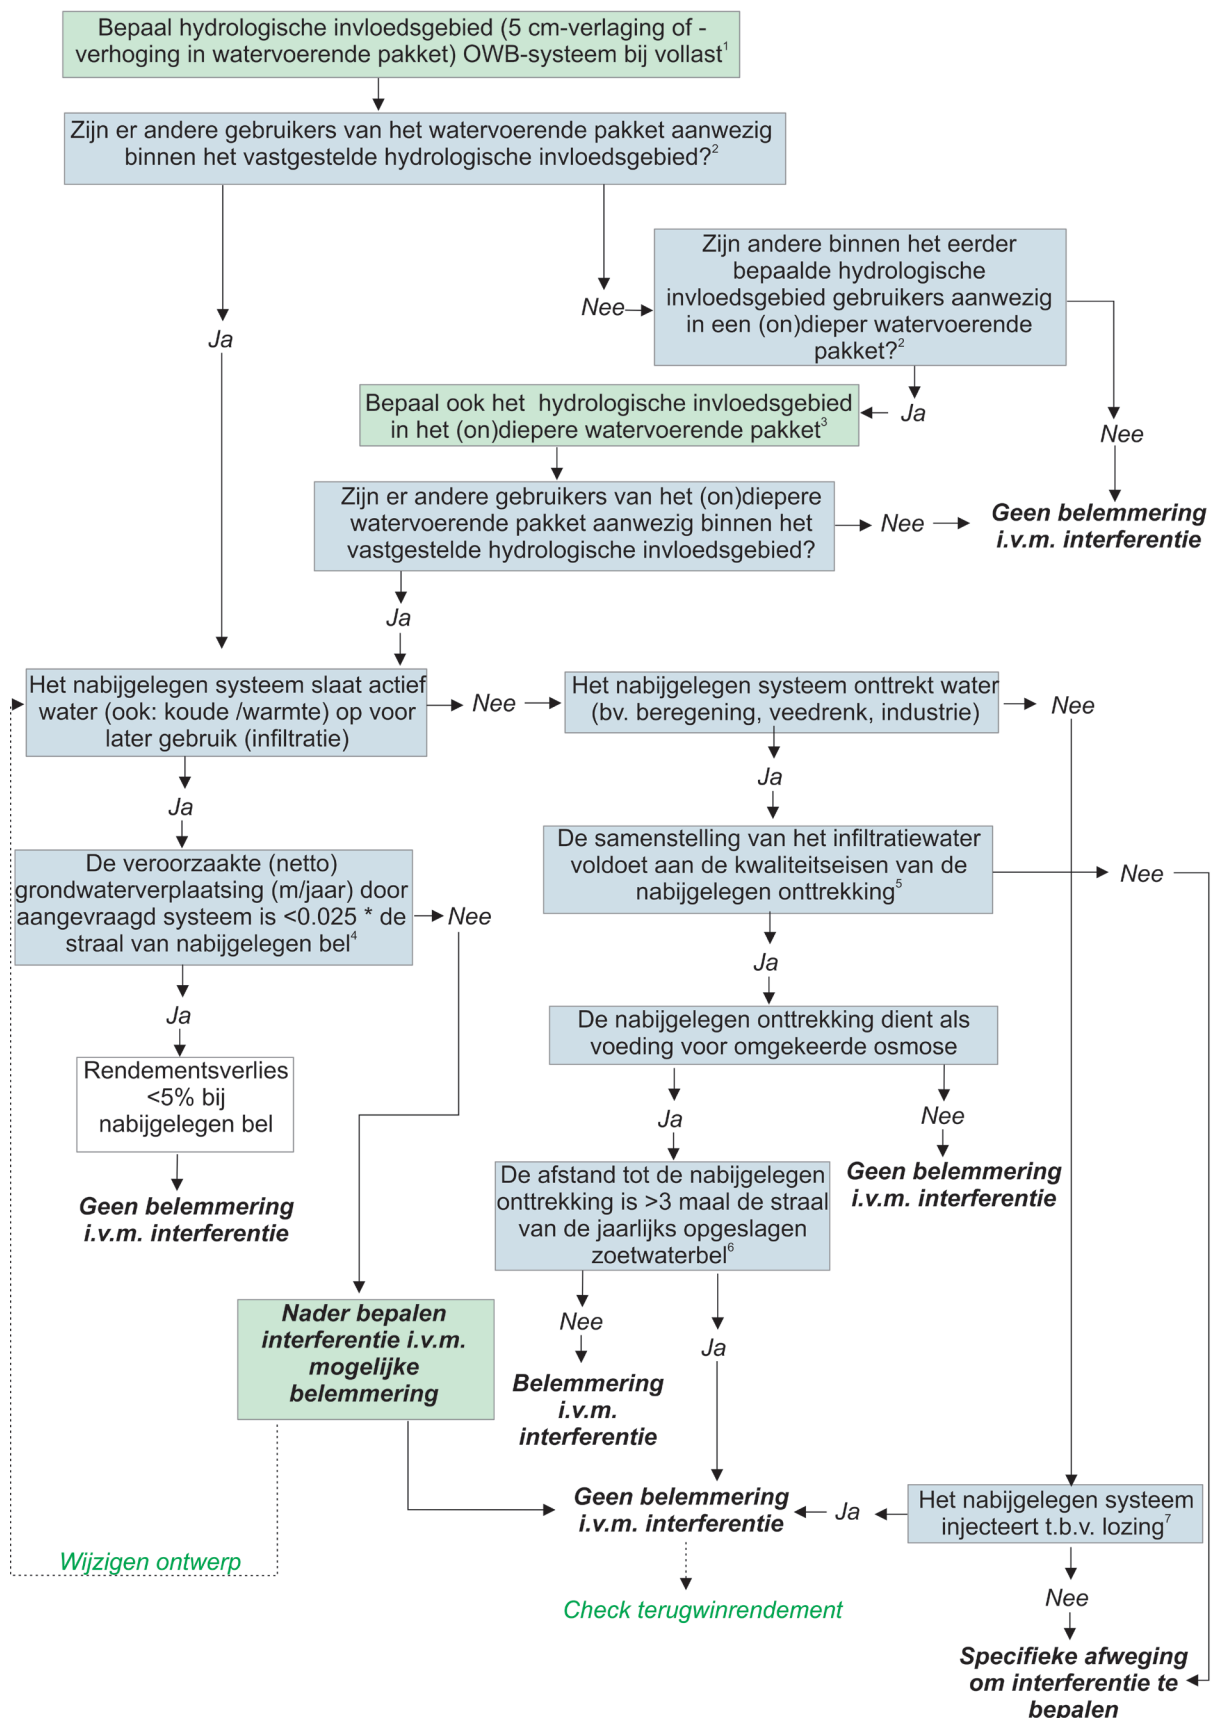 Bepaal hydrologische invloedsgebied (5 cm-verlaging of -
verhoging in watervoerende pakket) OWB-systeem bij vollast¹
Zijn er andere gebruikers van het watervoerende pakket aanwezig
binnen het vastgestelde hydrologische invloedsgebied?²
Zijn andere binnen het eerder
bepaalde hydrologische
invloedsgebied gebruikers aanwezig
in een (on)dieper watervoerende
pakket?²
Nee
Ja
Bepaal ook het hydrologische invloedsgebied
in het (on)diepere watervoerende pakket³
Ja
Nee
Zijn er andere gebruikers van het (on)diepere
watervoerende pakket aanwezig binnen het
vastgestelde hydrologische invloedsgebied?
Nee
Geen belemmering
i.v.m. interferentie
Ja
Het nabijgelegen systeem slaat actief
water (ook: koude /warmte) op voor
later gebruik (infiltratie)
Nee
Het nabijgelegen systeem onttrekt water
(bv. beregening, veedrenk, industrie)
Nee
Ja
Ja
De veroorzaakte (netto)
grondwaterverplaatsing (m/jaar) door
aangevraagd systeem is <0.025 * de
straal van nabijgelegen bel⁴
Nee
De samenstelling van het infiltratiewater
voldoet aan de kwaliteitseisen van de
nabijgelegen onttrekking⁵
Nee
Ja
Ja
De nabijgelegen onttrekking dient als
voeding voor omgekeerde osmose
Rendementsverlies
<5% bij
nabijgelegen bel
Ja
Nee
Geen belemmering
i.v.m. interferentie
De afstand tot de nabijgelegen
onttrekking is >3 maal de straal
van de jaarlijks opgeslagen
zoetwaterbel⁶
Geen belemmering
i.v.m. interferentie
Nader bepalen
interferentie i.v.m.
mogelijke
belemmering
Nee
Ja
Belemmering
i.v.m.
interferentie
Geen belemmering
i.v.m. interferentie
Ja
Het nabijgelegen systeem
injecteert t.b.v. lozing⁷
Wijzigen ontwerp
Check terugwinrendement
Nee
Specifieke afweging
om interferentie te
bepalen